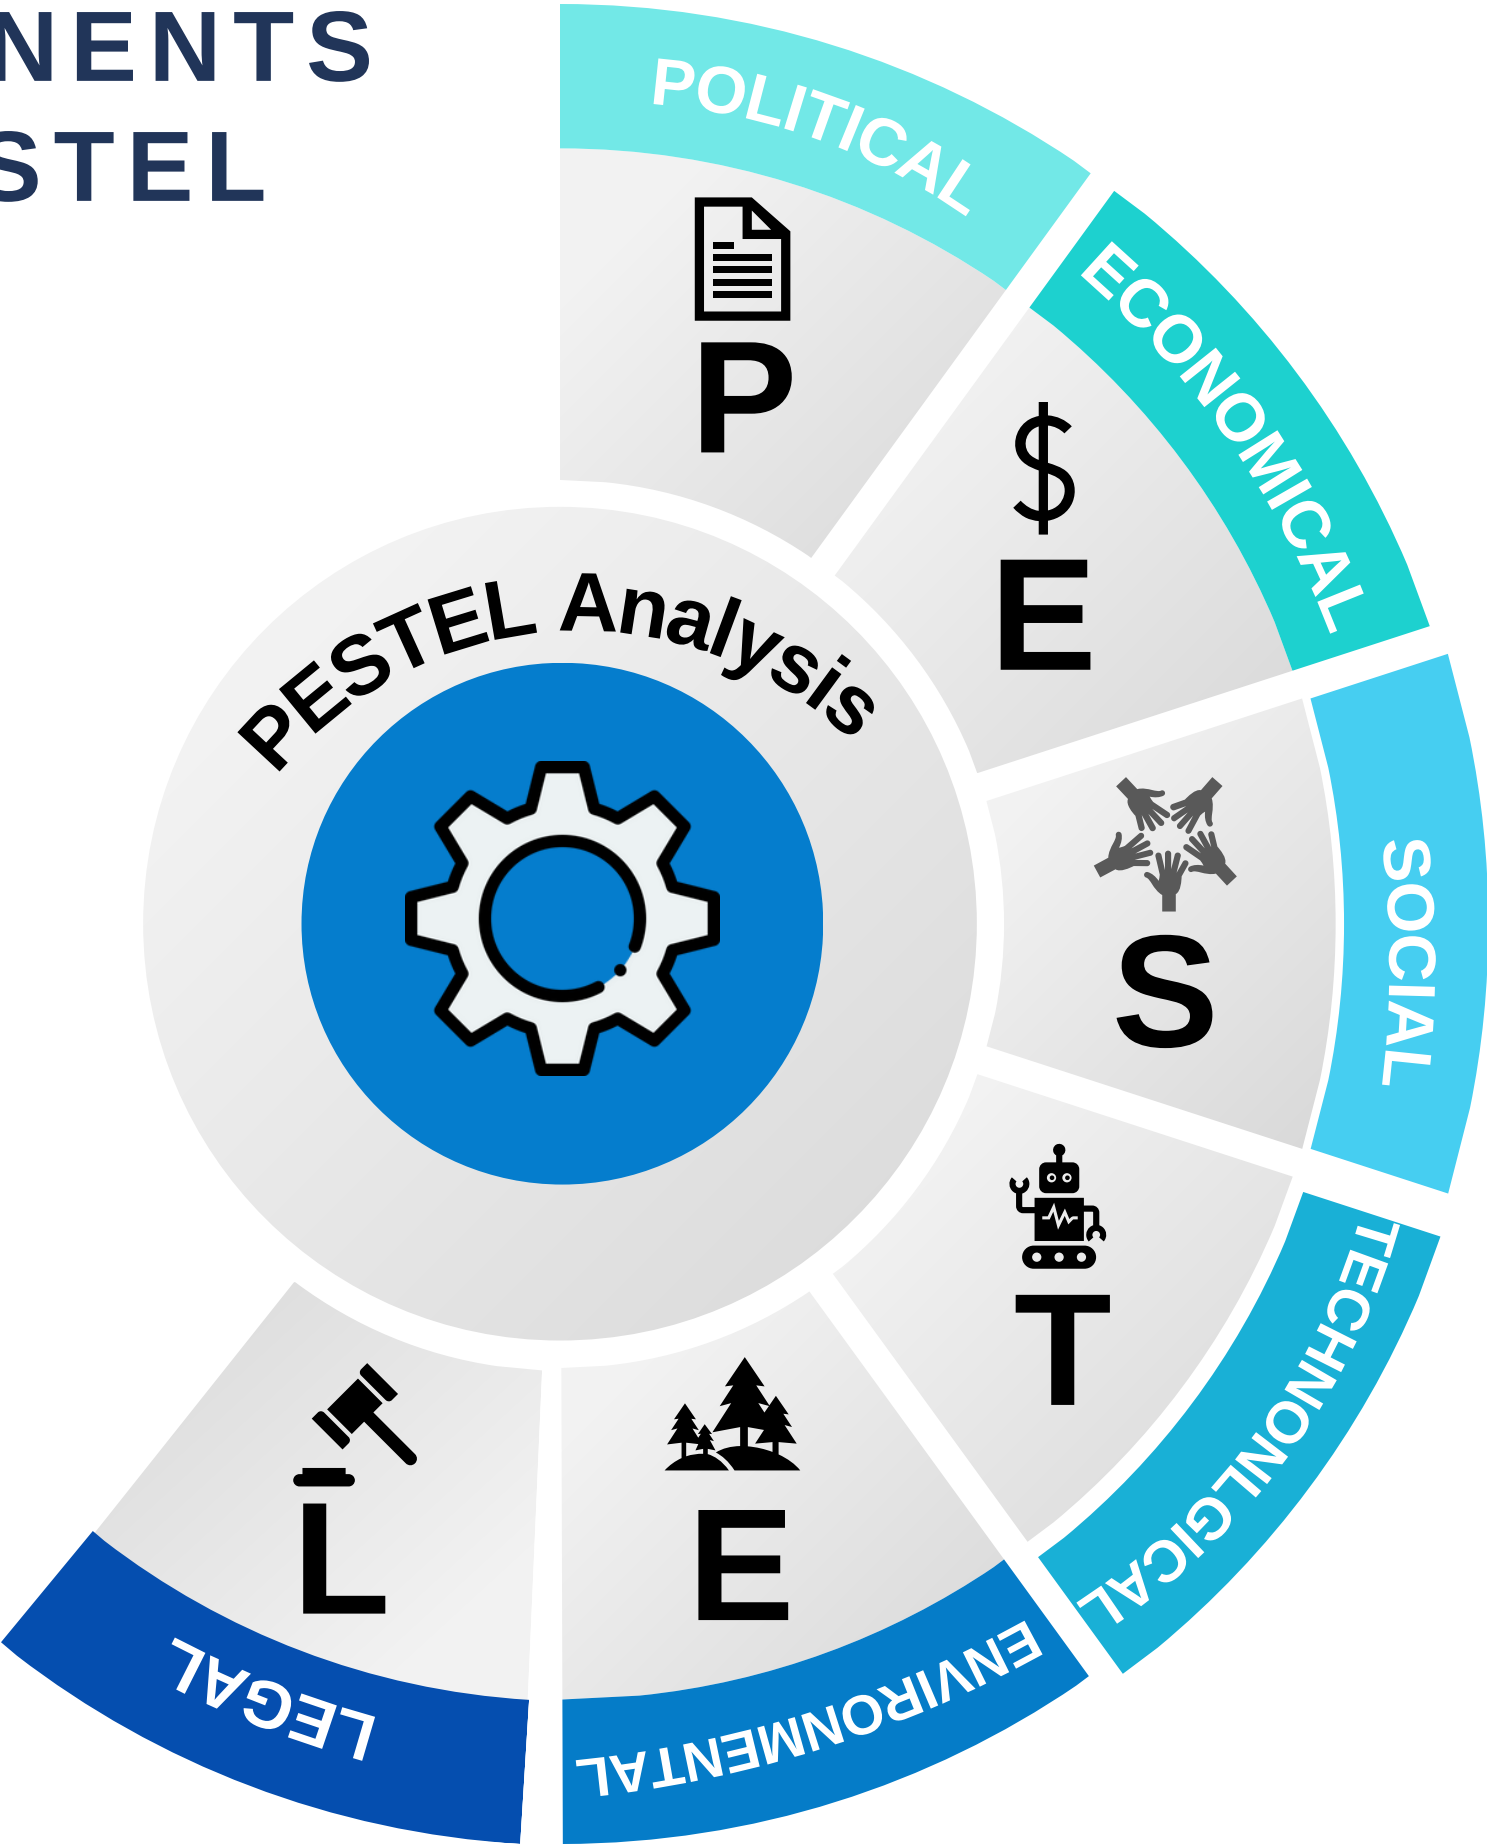 NENTS
STEL
POLITICAL
P
ECONOMICAL
E
PESTEL Analysis
SOCIAL
S
TECHNONLGICAL
T
ENVIRONMENTAL
E
LEGAL
L